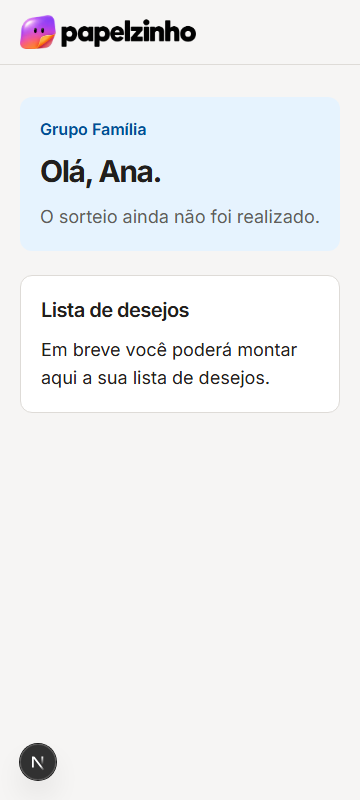 papelzinho
Grupo Família
Olá, Ana.
O sorteio ainda não foi realizado.
Lista de desejos
Em breve você poderá montar
aqui a sua lista de desejos.
N